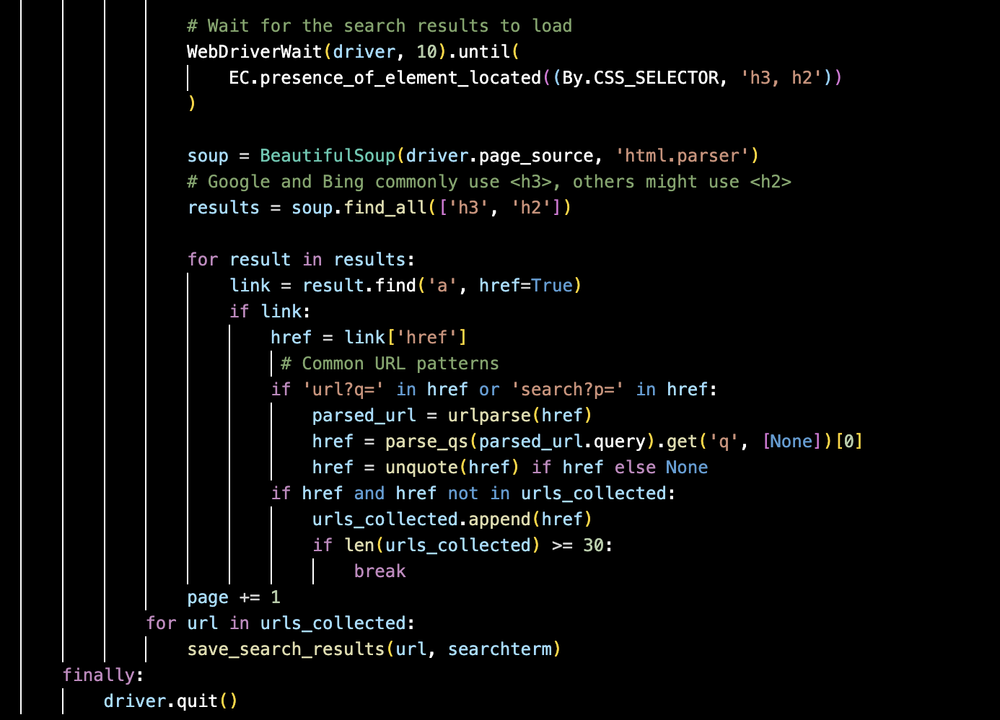 # Wait for the search results to load
WebDriverWait(driver, 10).until(
EC.presence_of_element_located((By.CSS_SELECTOR, 'h3, h2'))
)
soup = BeautifulSoup(driver.page_source, 'html.parser')
# Google and Bing commonly use <h3>, others might use <h2>
results = soup.find_all(['h3', 'h2'])
for result in results:
link = result.find('a', href=True)
if link:
href = link['href']
# Common URL patterns
if 'url?q=' in href or 'search?p=' in href:
parsed_url = urlparse(href)
href = parse_qs(parsed_url.query).get('q', [None])[0]
href = unquote(href) if href else None
if href and href not in urls_collected:
urls_collected.append(href)
if len(urls_collected) >= 30:
break
page += 1
for url in urls_collected:
save_search_results(url, searchterm)
finally:
driver.quit()